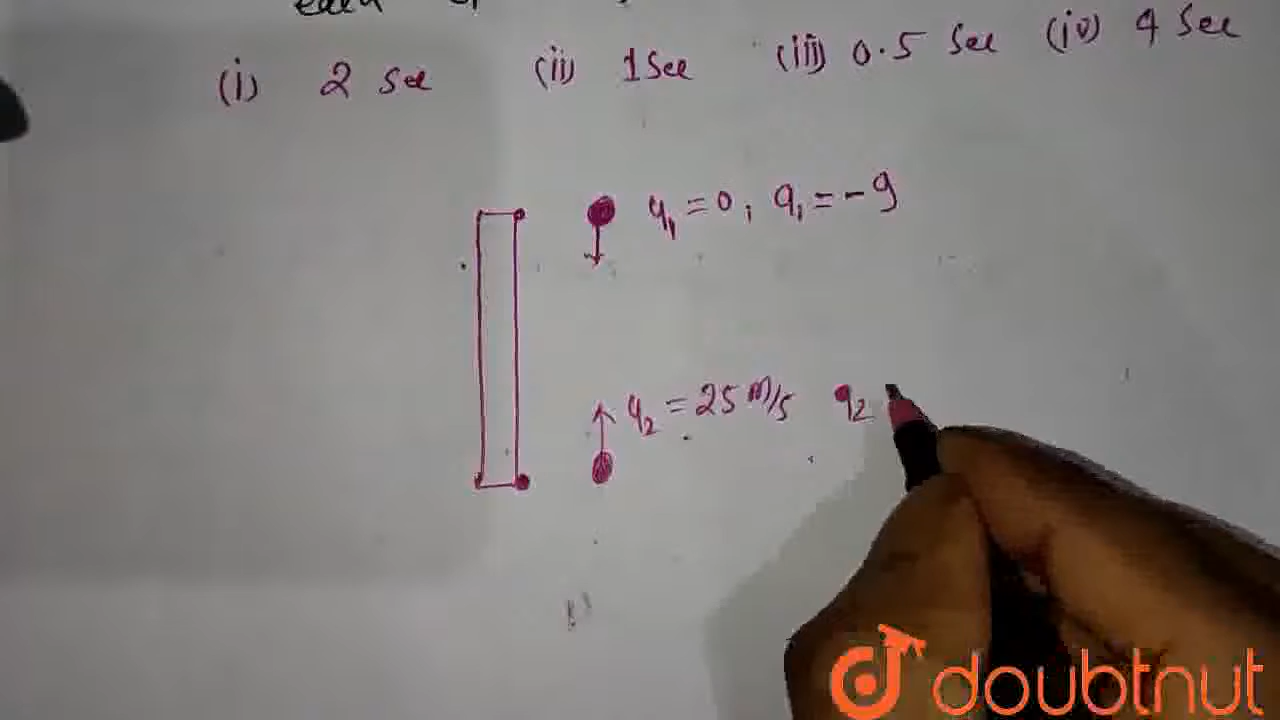 (i) 2 Sec (ii) 1 Sec (iii) 0.5 Sec (iv) 4 Sec
u₁ = 0, a₁ = -g
u₂ = 25 m/s a₂
doubtnut